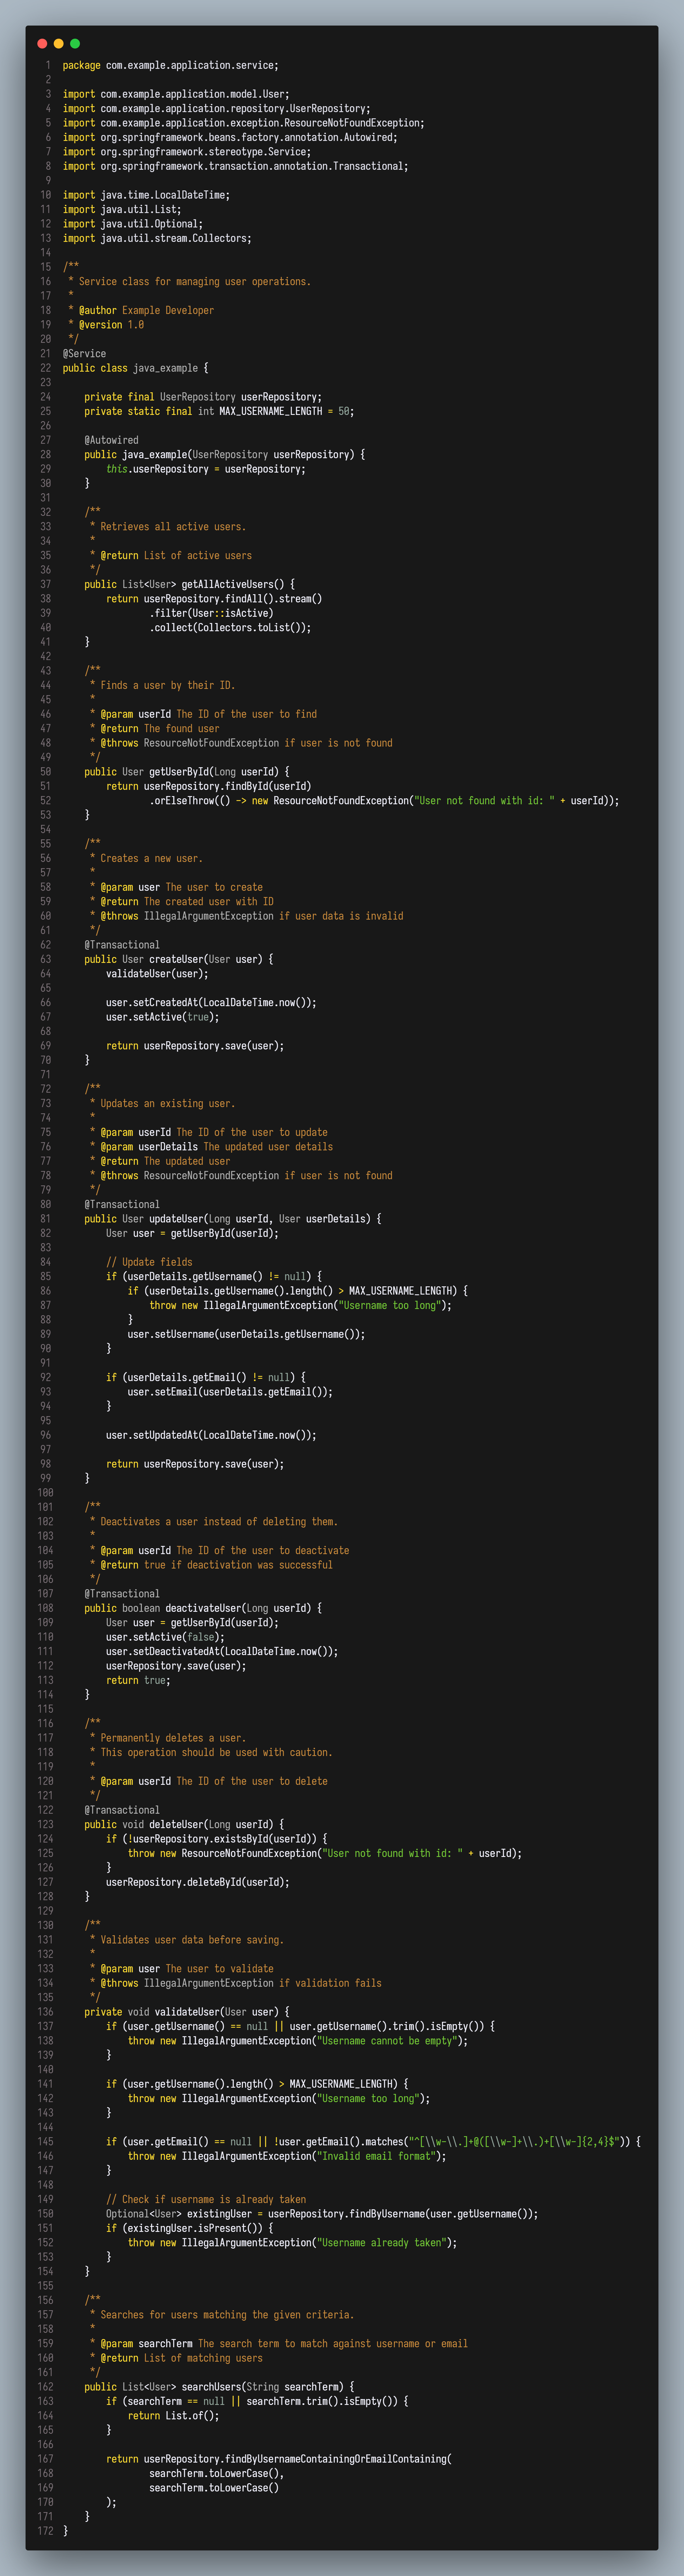 1 package com.example.application.service;
2
3 import com.example.application.model.User;
4 import com.example.application.repository.UserRepository;
5 import com.example.application.exception.ResourceNotFoundException;
6 import org.springframework.beans.factory.annotation.Autowired;
7 import org.springframework.stereotype.Service;
8 import org.springframework.transaction.annotation.Transactional;
9
10 import java.time.LocalDateTime;
11 import java.util.List;
12 import java.util.Optional;
13 import java.util.stream.Collectors;
14
15 /**
16  * Service class for managing user operations.
17  *
18  * @author Example Developer
19  * @version 1.0
20  */
21 @Service
22 public class java_example {
23
24     private final UserRepository userRepository;
25     private static final int MAX_USERNAME_LENGTH = 50;
26
27     @Autowired
28     public java_example(UserRepository userRepository) {
29         this.userRepository = userRepository;
30     }
31
32     /**
33      * Retrieves all active users.
34      *
35      * @return List of active users
36      */
37     public List<User> getAllActiveUsers() {
38         return userRepository.findAll().stream()
39                 .filter(User::isActive)
40                 .collect(Collectors.toList());
41     }
42
43     /**
44      * Finds a user by their ID.
45      *
46      * @param userId The ID of the user to find
47      * @return The found user
48      * @throws ResourceNotFoundException if user is not found
49      */
50     public User getUserById(Long userId) {
51         return userRepository.findById(userId)
52                 .orElseThrow(() -> new ResourceNotFoundException("User not found with id: " + userId));
53     }
54
55     /**
56      * Creates a new user.
57      *
58      * @param user The user to create
59      * @return The created user with ID
60      * @throws IllegalArgumentException if user data is invalid
61      */
62     @Transactional
63     public User createUser(User user) {
64         validateUser(user);
65
66         user.setCreatedAt(LocalDateTime.now());
67         user.setActive(true);
68
69         return userRepository.save(user);
70     }
71
72     /**
73      * Updates an existing user.
74      *
75      * @param userId The ID of the user to update
76      * @param userDetails The updated user details
77      * @return The updated user
78      * @throws ResourceNotFoundException if user is not found
79      */
80     @Transactional
81     public User updateUser(Long userId, User userDetails) {
82         User user = getUserById(userId);
83
84         // Update fields
85         if (userDetails.getUsername() != null) {
86             if (userDetails.getUsername().length() > MAX_USERNAME_LENGTH) {
87                 throw new IllegalArgumentException("Username too long");
88             }
89             user.setUsername(userDetails.getUsername());
90         }
91
92         if (userDetails.getEmail() != null) {
93             user.setEmail(userDetails.getEmail());
94         }
95
96         user.setUpdatedAt(LocalDateTime.now());
97
98         return userRepository.save(user);
99     }
100
101     /**
102      * Deactivates a user instead of deleting them.
103      *
104      * @param userId The ID of the user to deactivate
105      * @return true if deactivation was successful
106      */
107     @Transactional
108     public boolean deactivateUser(Long userId) {
109         User user = getUserById(userId);
110         user.setActive(false);
111         user.setDeactivatedAt(LocalDateTime.now());
112         userRepository.save(user);
113         return true;
114     }
115
116     /**
117      * Permanently deletes a user.
118      * This operation should be used with caution.
119      *
120      * @param userId The ID of the user to delete
121      */
122     @Transactional
123     public void deleteUser(Long userId) {
124         if (!userRepository.existsById(userId)) {
125             throw new ResourceNotFoundException("User not found with id: " + userId);
126         }
127         userRepository.deleteById(userId);
128     }
129
130     /**
131      * Validates user data before saving.
132      *
133      * @param user The user to validate
134      * @throws IllegalArgumentException if validation fails
135      */
136     private void validateUser(User user) {
137         if (user.getUsername() == null || user.getUsername().trim().isEmpty()) {
138             throw new IllegalArgumentException("Username cannot be empty");
139         }
140
141         if (user.getUsername().length() > MAX_USERNAME_LENGTH) {
142             throw new IllegalArgumentException("Username too long");
143         }
144
145         if (user.getEmail() == null || !user.getEmail().matches("^[\\w-\\.]+@([\\w-]+\\.)+[\\w-]{2,4}$")) {
146             throw new IllegalArgumentException("Invalid email format");
147         }
148
149         // Check if username is already taken
150         Optional<User> existingUser = userRepository.findByUsername(user.getUsername());
151         if (existingUser.isPresent()) {
152             throw new IllegalArgumentException("Username already taken");
153         }
154     }
155
156     /**
157      * Searches for users matching the given criteria.
158      *
159      * @param searchTerm The search term to match against username or email
160      * @return List of matching users
161      */
162     public List<User> searchUsers(String searchTerm) {
163         if (searchTerm == null || searchTerm.trim().isEmpty()) {
164             return List.of();
165         }
166
167         return userRepository.findByUsernameContainingOrEmailContaining(
168                 searchTerm.toLowerCase(),
169                 searchTerm.toLowerCase()
170         );
171     }
172 }